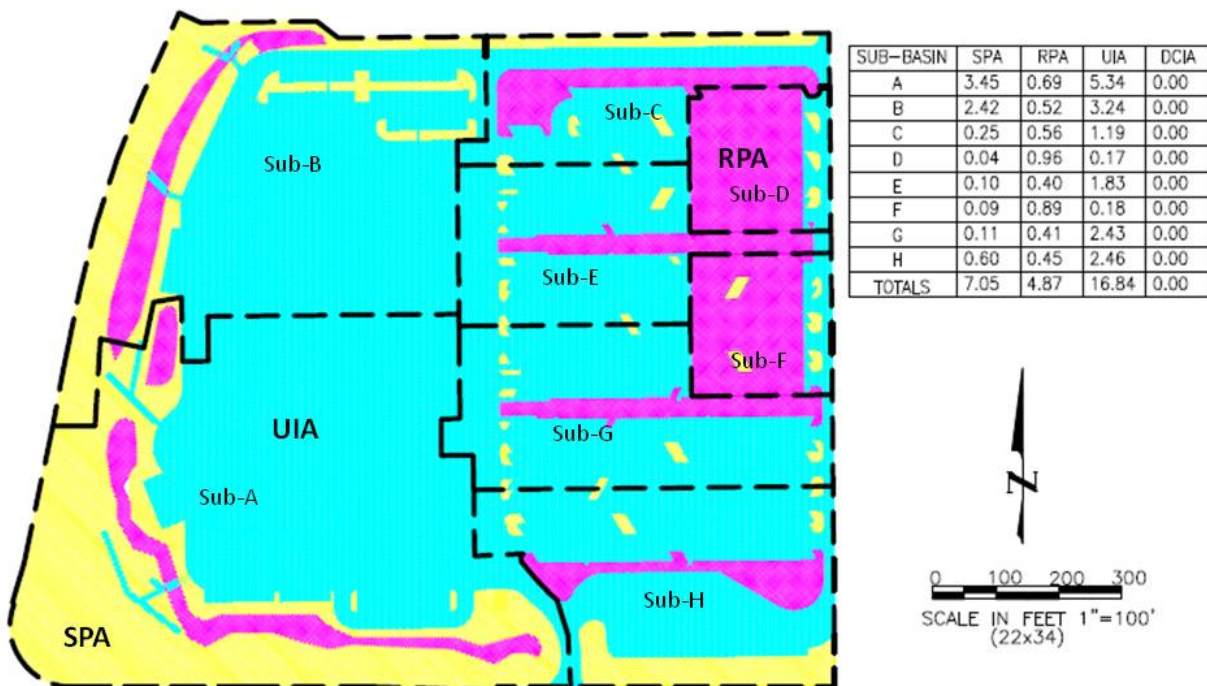 Sub-C
Sub-B
RPA
Sub-D
Sub-E
Sub-F
UIA
Sub-G
Sub-A
Sub-H
SPA
SUB-BASIN SPA RPA UIA DCIA
A 3.45 0.69 5.34 0.00
B 2.42 0.52 3.24 0.00
C 0.25 0.56 1.19 0.00
D 0.04 0.96 0.17 0.00
E 0.10 0.40 1.83 0.00
F 0.09 0.89 0.18 0.00
G 0.11 0.41 2.43 0.00
H 0.60 0.45 2.46 0.00
TOTALS 7.05 4.87 16.84 0.00
N
0 100 200 300
SCALE IN FEET 1"=100'
(22x34)